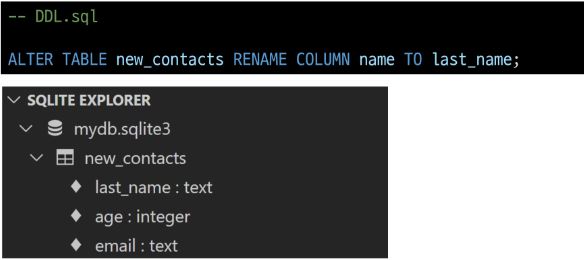 -- DDL.sql
ALTER TABLE new_contacts RENAME COLUMN name TO last_name;
SQLITE EXPLORER
mydb.sqlite3
new_contacts
last_name : text
age : integer
email : text